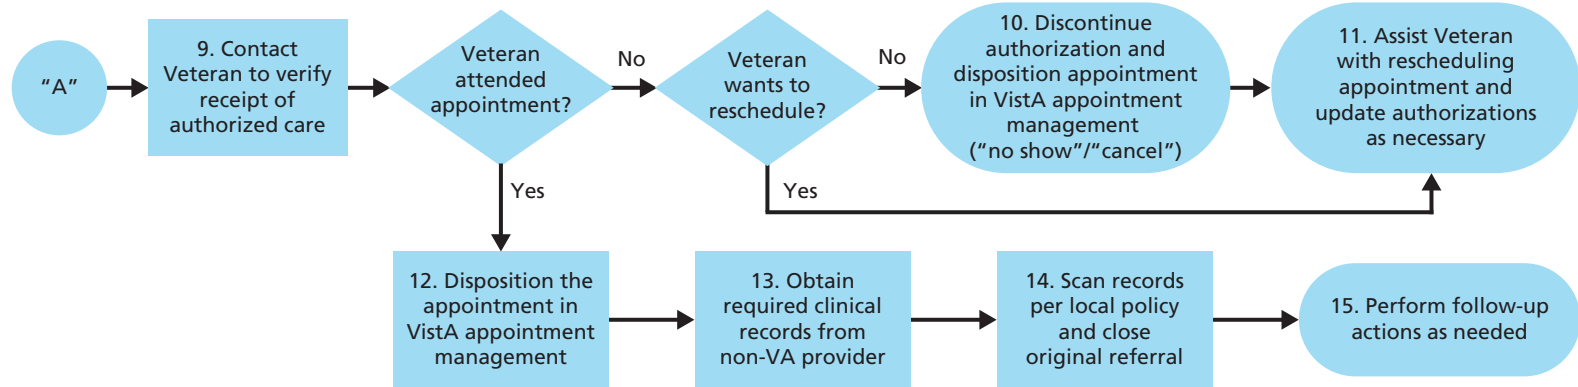 “A”
9. Contact
Veteran to verify
receipt of
authorized care
Veteran
attended
appointment?
No
Veteran
wants to
reschedule?
No
10. Discontinue
authorization and
disposition appointment
in VistA appointment
management
(“no show”/“cancel”)
11. Assist Veteran
with rescheduling
appointment and
update authorizations
as necessary
Yes
Yes
12. Disposition the
appointment in
VistA appointment
management
13. Obtain
required clinical
records from
non-VA provider
14. Scan records
per local policy
and close
original referral
15. Perform follow-up
actions as needed